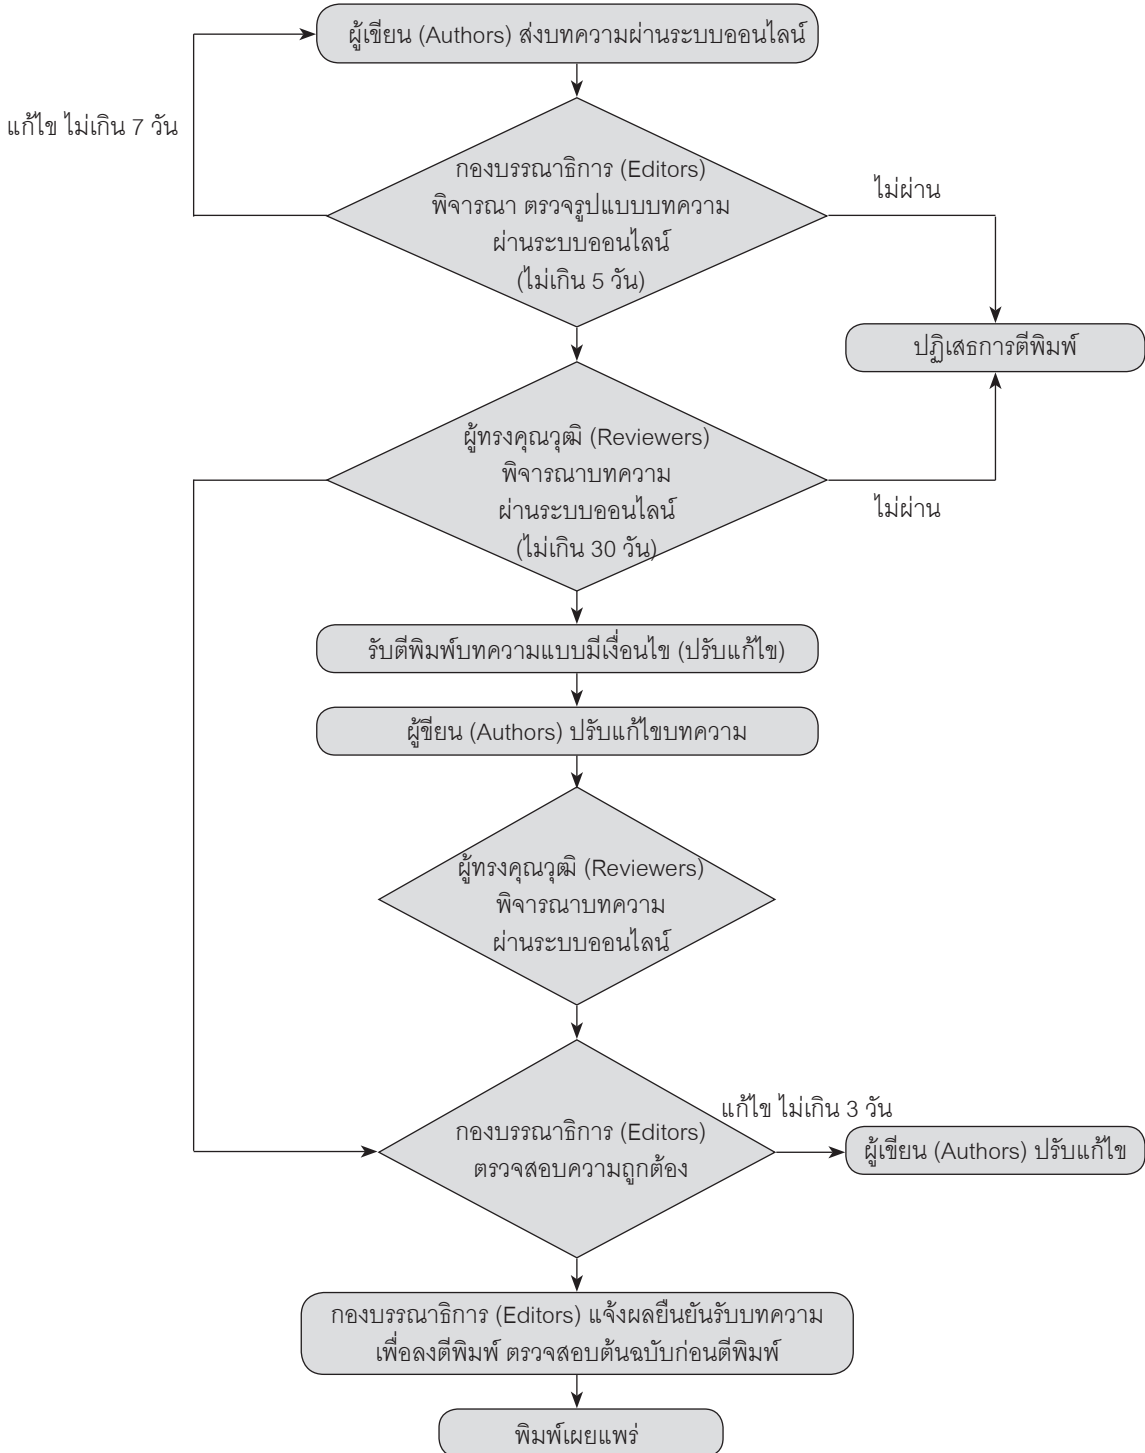 ผู้เขียน (Authors) ส่งบทความผ่านระบบออนไลน์
แก้ไข ไม่เกิน 7 วัน
กองบรรณาธิการ (Editors)
พิจารณา ตรวจรูปแบบบทความ
ผ่านระบบออนไลน์
(ไม่เกิน 5 วัน)
ไม่ผ่าน
ปฏิเสธการตีพิมพ์
ผู้ทรงคุณวุฒิ (Reviewers)
พิจารณาบทความ
ผ่านระบบออนไลน์
(ไม่เกิน 30 วัน)
ไม่ผ่าน
รับตีพิมพ์บทความแบบมีเงื่อนไข (ปรับแก้ไข)
ผู้ขียน (Authors) ปรับแก้ไขบทความ
ผู้ทรงคุณวุฒิ (Reviewers)
พิจารณาบทความ
ผ่านระบบออนไลน์
กองบรรณาธิการ (Editors)
ตรวจสอบความถูกต้อง
แก้ไข ไม่เกิน 3 วัน
ผู้เขียน (Authors) ปรับแก้ไข
กองบรรณาธิการ (Editors) แจ้งผลยืนยันรับบทความ
เพื่อลงตีพิมพ์ ตรวจสอบต้นฉบับก่อนตีพิมพ์
พิมพ์เผยแพร่